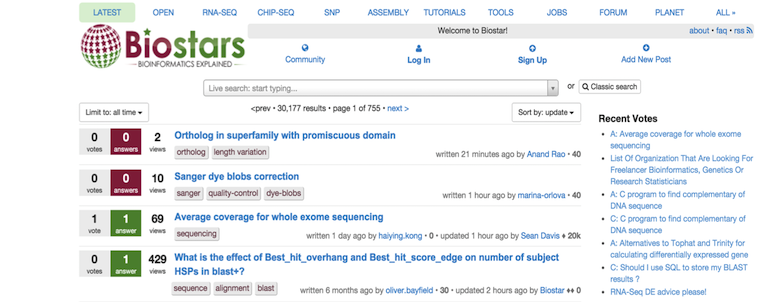 LATEST OPEN RNA-SEQ CHIP-SEQ SNP ASSEMBLY TUTORIALS TOOLS JOBS FORUM PLANET ALL »
Biostars
BIOINFORMATICS EXPLAINED
Welcome to Biostar!
about • faq • rss
Community Log In Sign Up Add New Post
Live search: start typing... or Classic search
Limit to: all time <prev • 30,177 results • page 1 of 755 • next > Sort by: update
0 votes 0 answers 2 views
Ortholog in superfamily with promiscuous domain
ortholog length variation
written 21 minutes ago by Anand Rao • 40
0 votes 0 answers 10 views
Sanger dye blobs correction
sanger quality-control dye-blobs
written 1 hour ago by marina-orlova • 40
1 vote 1 answer 69 views
Average coverage for whole exome sequencing
sequencing
written 1 day ago by haiying.kong • 0 • updated 1 hour ago by Sean Davis ♦ 20k
0 votes 1 answer 429 views
What is the effect of Best_hit_overhang and Best_hit_score_edge on number of subject
HSPs in blast+?
sequence alignment blast
written 6 months ago by oliver.bayfield • 30 • updated 2 hours ago by Biostar ♦♦ 0
Recent Votes
A: Average coverage for whole exome
sequencing
List Of Organization That Are Looking For
Freelancer Bioinformatics, Genetics Or
Research Statisticians
A: C program to find complementary of
DNA sequence
C: C program to find complementary of
DNA sequence
A: Alternatives to Tophat and Trinity for
calculating differentially expressed gene
C: Should I use SQL to store my BLAST
results ?
RNA-Seq DE advice please!